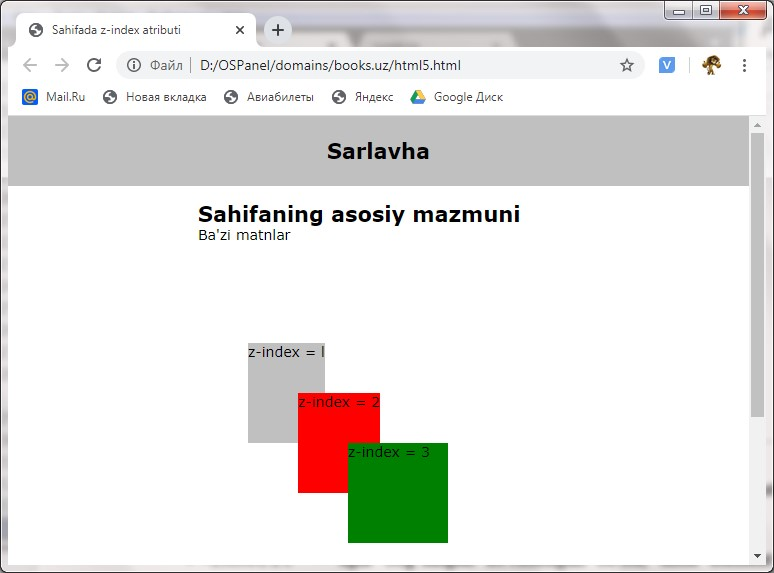 Sahifada z-index atributi
Файл | D:/OSPanel/domains/books.uz/html5.html
Mail.Ru Новая вкладка Авиабилеты Яндекс Google Диск
Sarlavha
Sahifaning asosiy mazmuni
Ba'zi matnlar
z-index = l
z-index = 2
z-index = 3